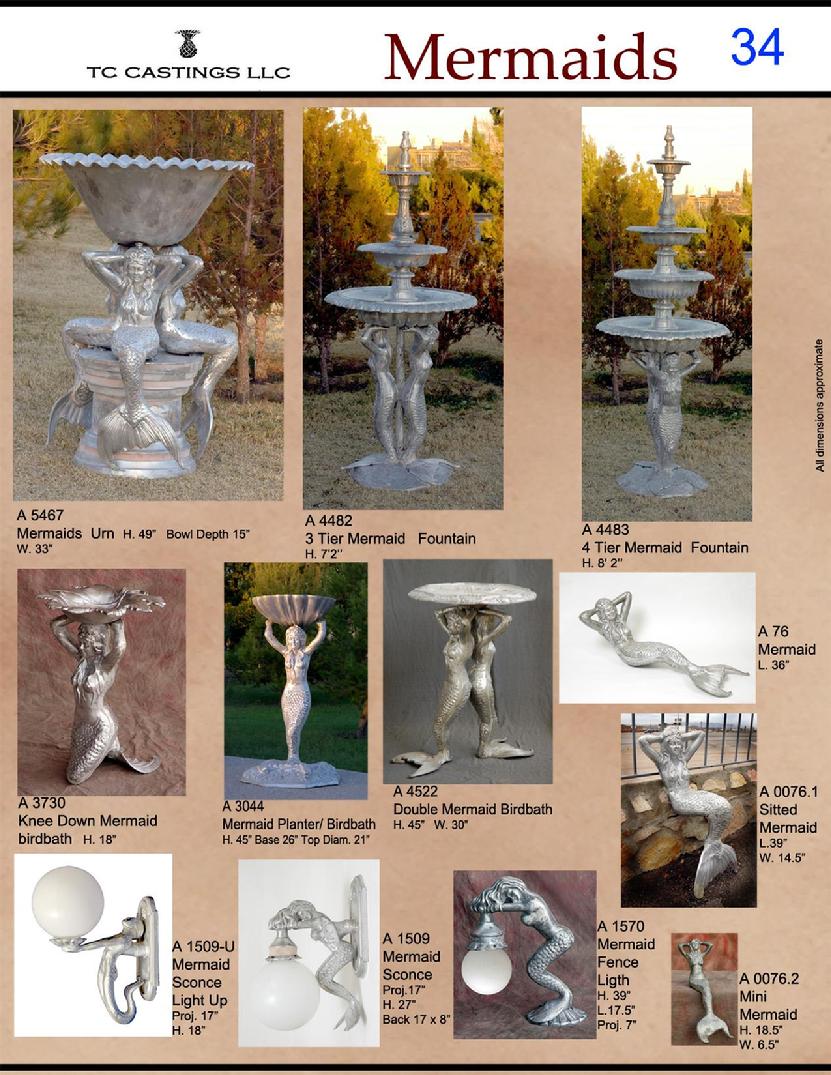 TC CASTINGS LLC
Mermaids
34
All dimensions approximate
A 5467
Mermaids Urn H. 49" Bowl Depth 15"
W. 33"
A 4482
3 Tier Mermaid Fountain
H. 7'2"
A 4483
4 Tier Mermaid Fountain
H. 8' 2"
A 3730
Knee Down Mermaid
birdbath H. 18"
A 3044
Mermaid Planter/ Birdbath
H. 45" Base 26" Top Diam. 21"
A 4522
Double Mermaid Birdbath
H. 45" W. 30"
A 76
Mermaid
L. 36"
A 0076.1
Sitted
Mermaid
L.39"
W. 14.5"
A 1509-U
Mermaid
Sconce
Light Up
Proj. 17"
H. 18"
A 1509
Mermaid
Sconce
Proj.17"
H. 27"
Back 17 x 8"
A 1570
Mermaid
Fence
Ligth
H. 39"
L.17.5"
Proj. 7"
A 0076.2
Mini
Mermaid
H. 18.5"
W. 6.5"